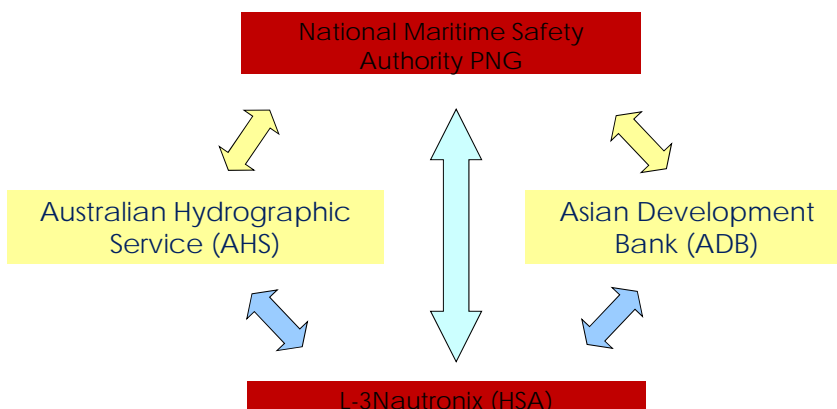 National Maritime Safety
Authority PNG
Australian Hydrographic
Service (AHS)
Asian Development
Bank (ADB)
L-3Nautronix (HSA)